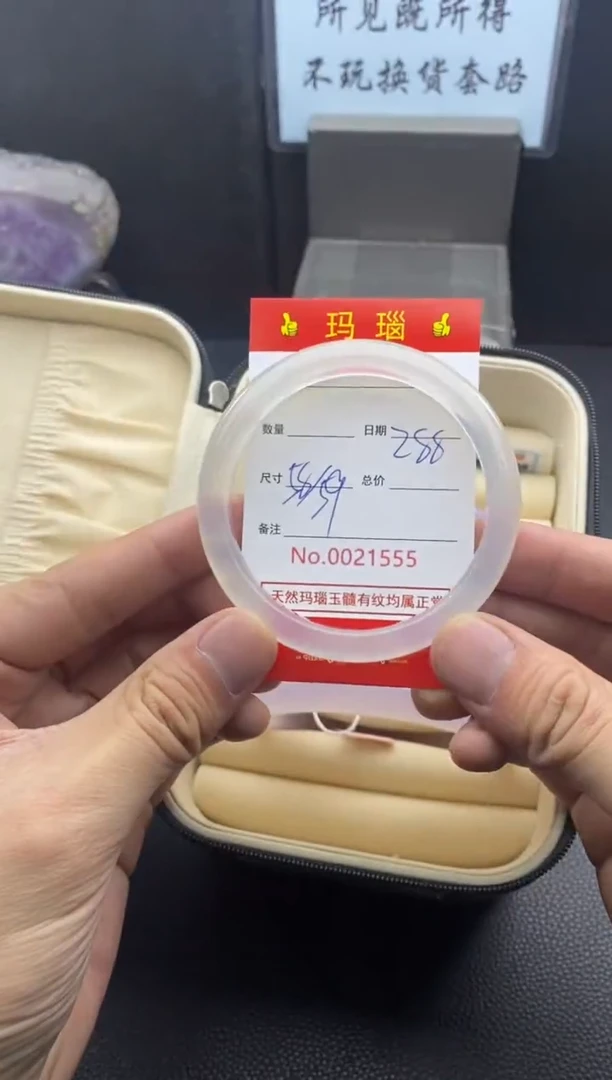 所见既所得
不玩换货套路
玛瑙
数量 日期 288
尺寸 58/59 总价
备注
No.0021555
天然玛瑙玉髓有纹均属正常